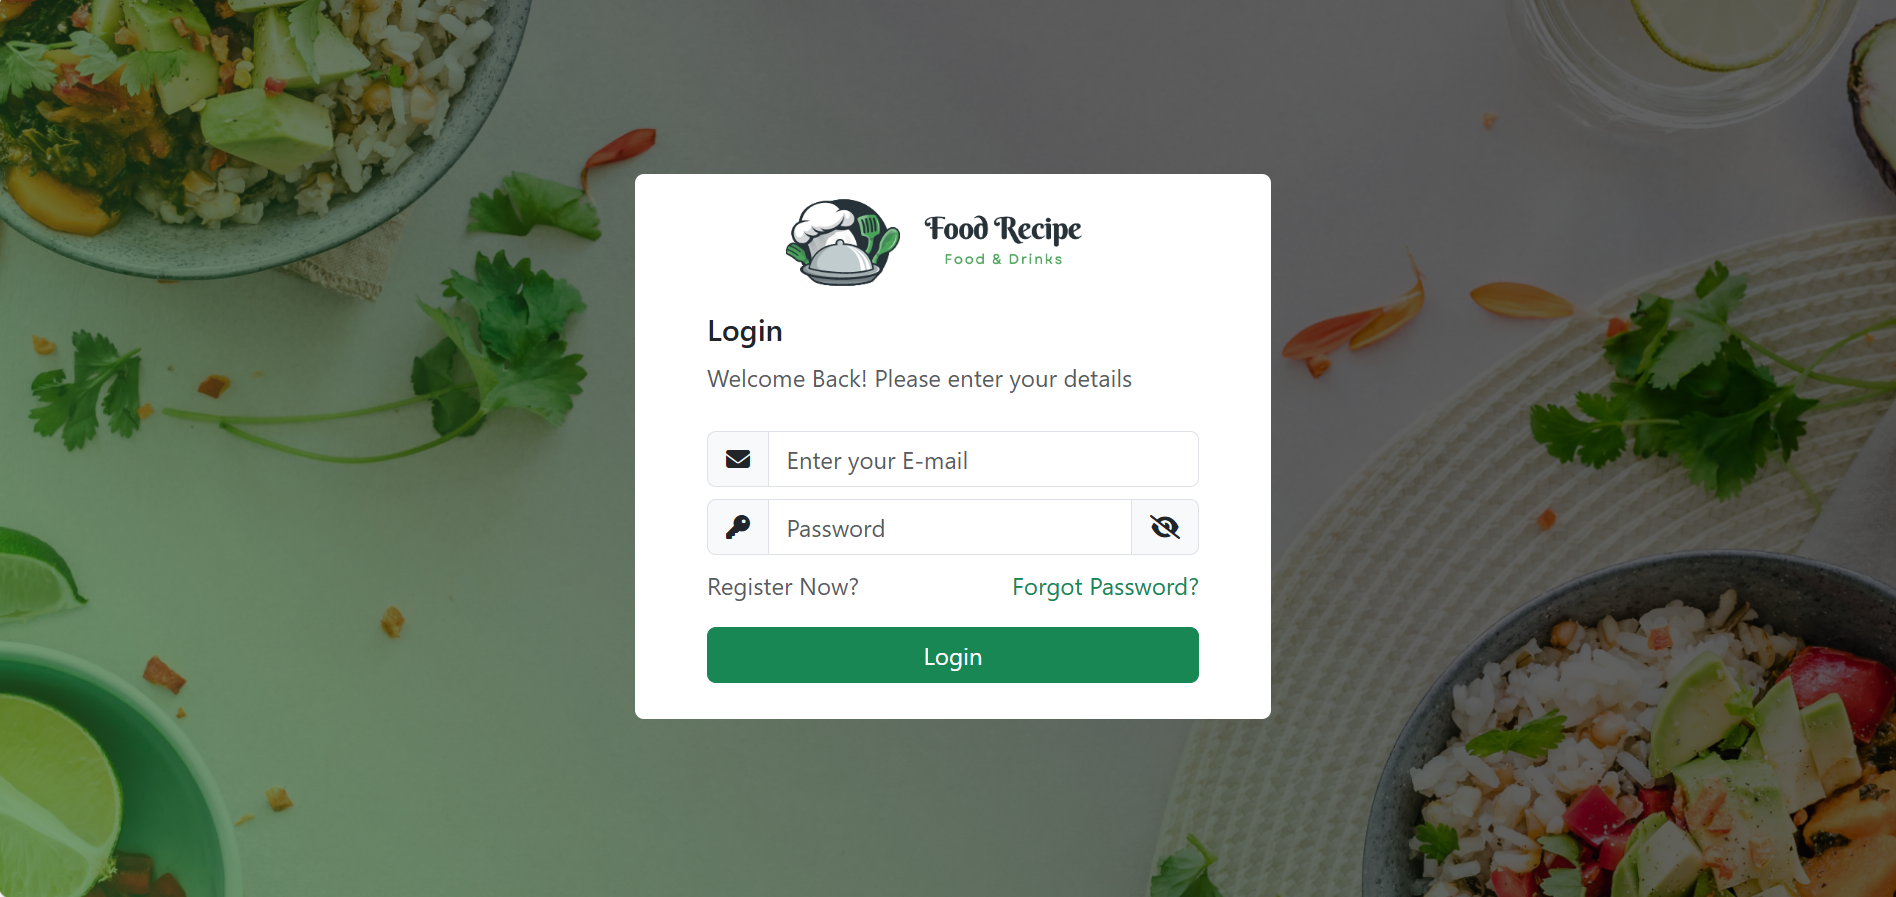 Food Recipe
Food & Drinks
Login
Welcome Back! Please enter your details
Enter your E-mail
Password
Register Now? Forgot Password?
Login